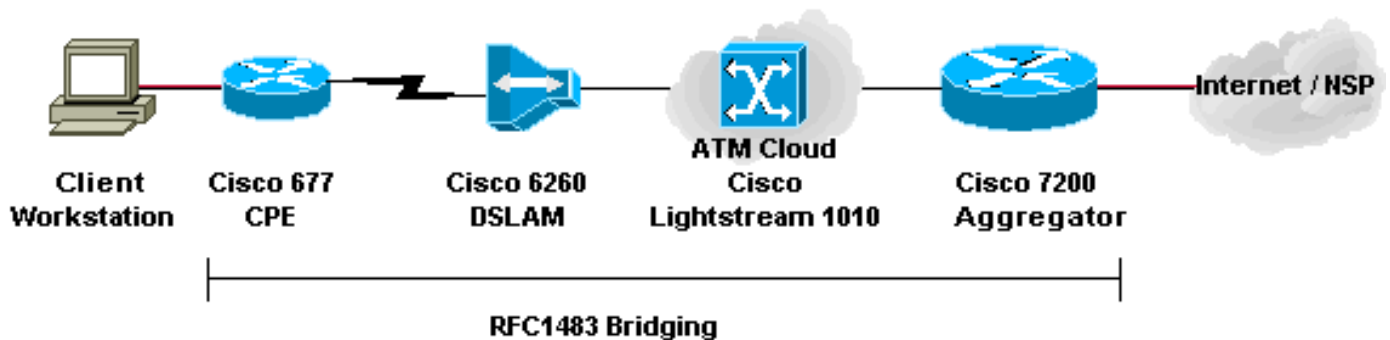 Internet / NSP
ATM Cloud
Client
Workstation
Cisco 677
CPE
Cisco 6260
DSLAM
Cisco
Lightstream 1010
Cisco 7200
Aggregator
RFC1483 Bridging